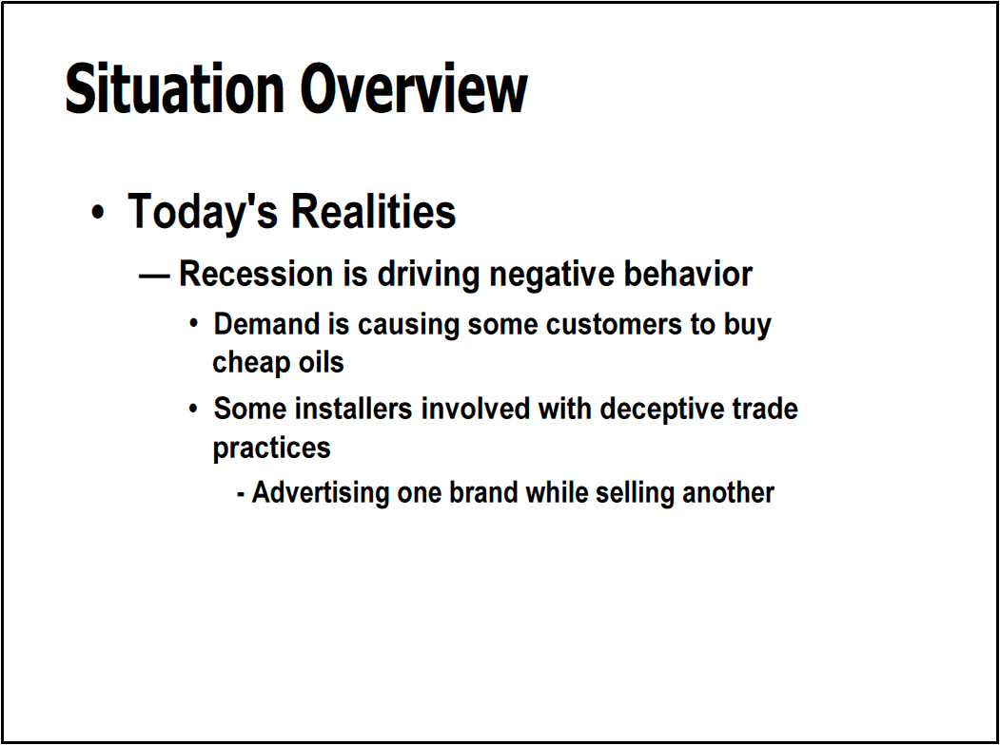 Situation Overview
• Today's Realities
— Recession is driving negative behavior
• Demand is causing some customers to buy
cheap oils
• Some installers involved with deceptive trade
practices
- Advertising one brand while selling another